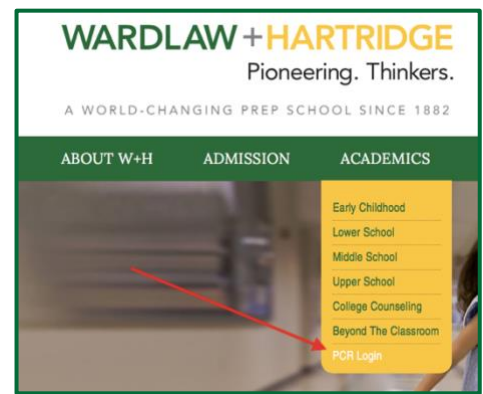 WARDLAW+HARTRIDGE
Pioneering. Thinkers.
A WORLD-CHANGING PREP SCHOOL SINCE 1882
ABOUT W+H ADMISSION ACADEMICS
Early Childhood
Lower School
Middle School
Upper School
College Counseling
Beyond The Classroom
PCR Login